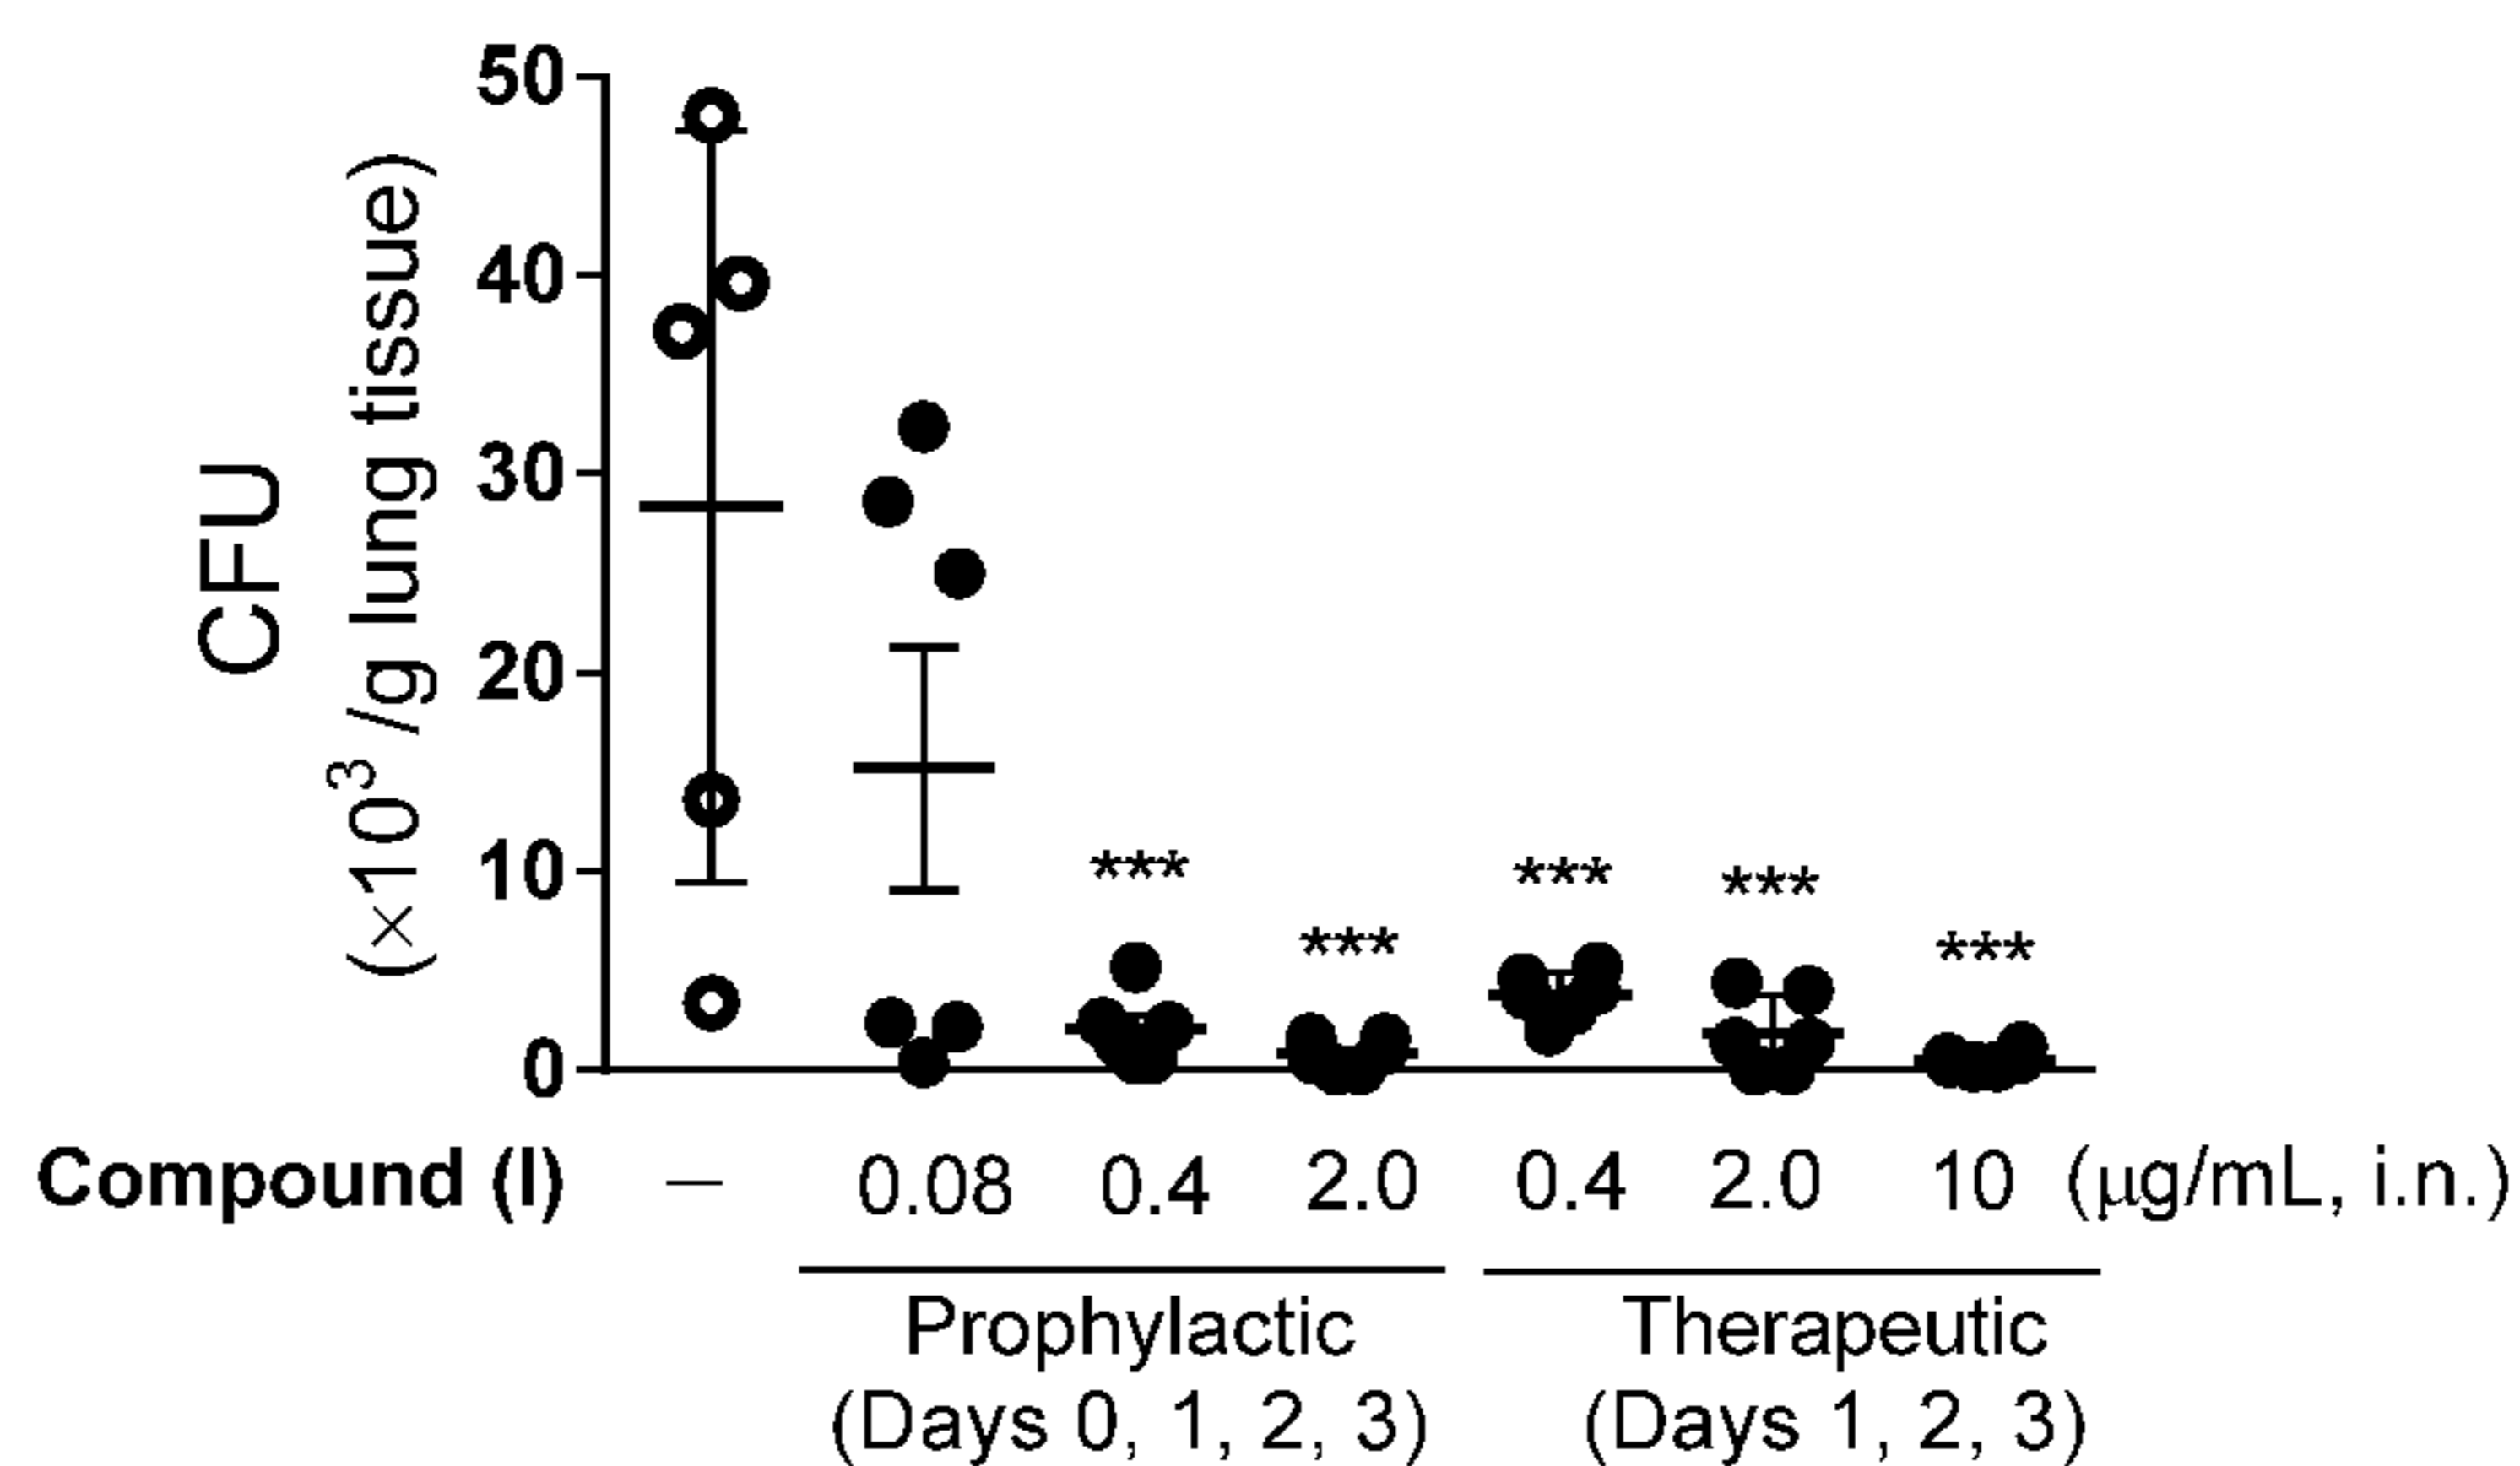 CFU
(×10³ /g lung tissue)
50
40
30
20
10
0
***
***
***
***
***
Compound (I) — 0.08 0.4 2.0 0.4 2.0 10 (μg/mL, i.n.)
Prophylactic
(Days 0, 1, 2, 3)
Therapeutic
(Days 1, 2, 3)